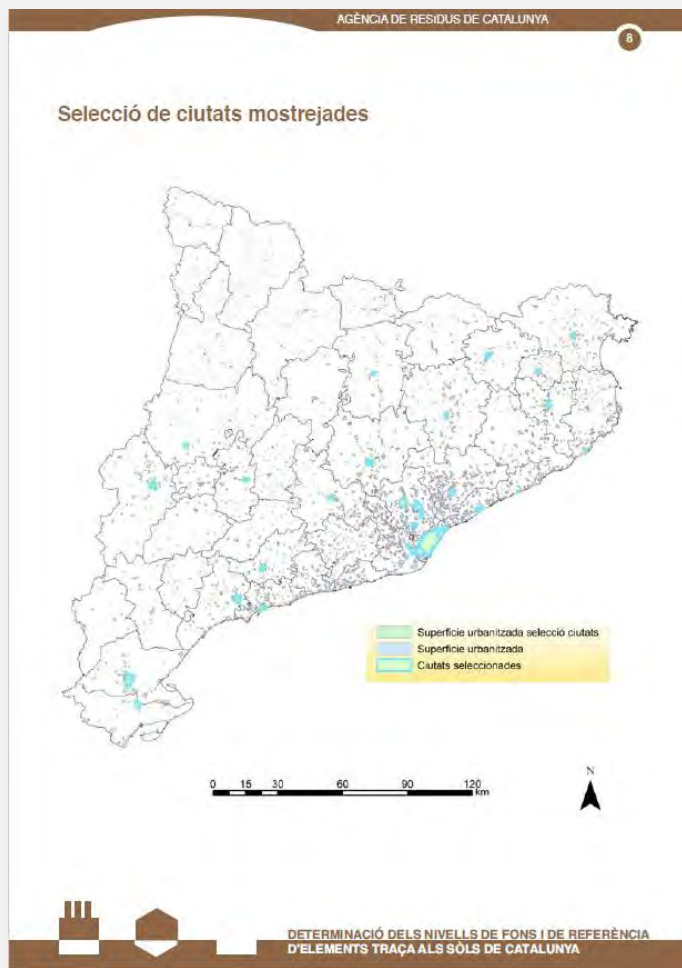 AGÈNCIA DE RESIDUS DE CATALUNYA
8
Selecció de ciutats mostrejades
Superfície urbanitzada selecció ciutats
Superfície urbanitzada
Ciutats seleccionades
0 15 30 60 90 120
km
N
DETERMINACIÓ DELS NIVELLS DE FONS I DE REFERÈNCIA
D'ELEMENTS TRAÇA ALS SÒLS DE CATALUNYA